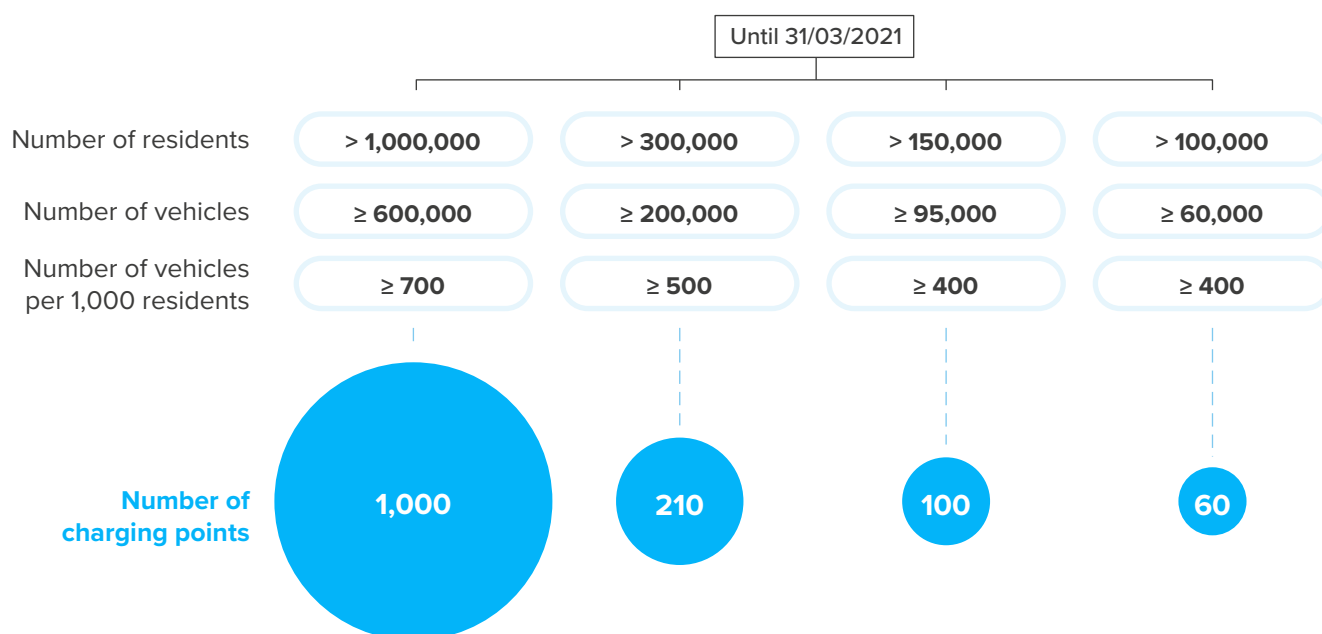 Until 31/03/2021
Number of residents
> 1,000,000
> 300,000
> 150,000
> 100,000
Number of vehicles
≥ 600,000
≥ 200,000
≥ 95,000
≥ 60,000
Number of vehicles
per 1,000 residents
≥ 700
≥ 500
≥ 400
≥ 400
Number of
charging points
1,000
210
100
60